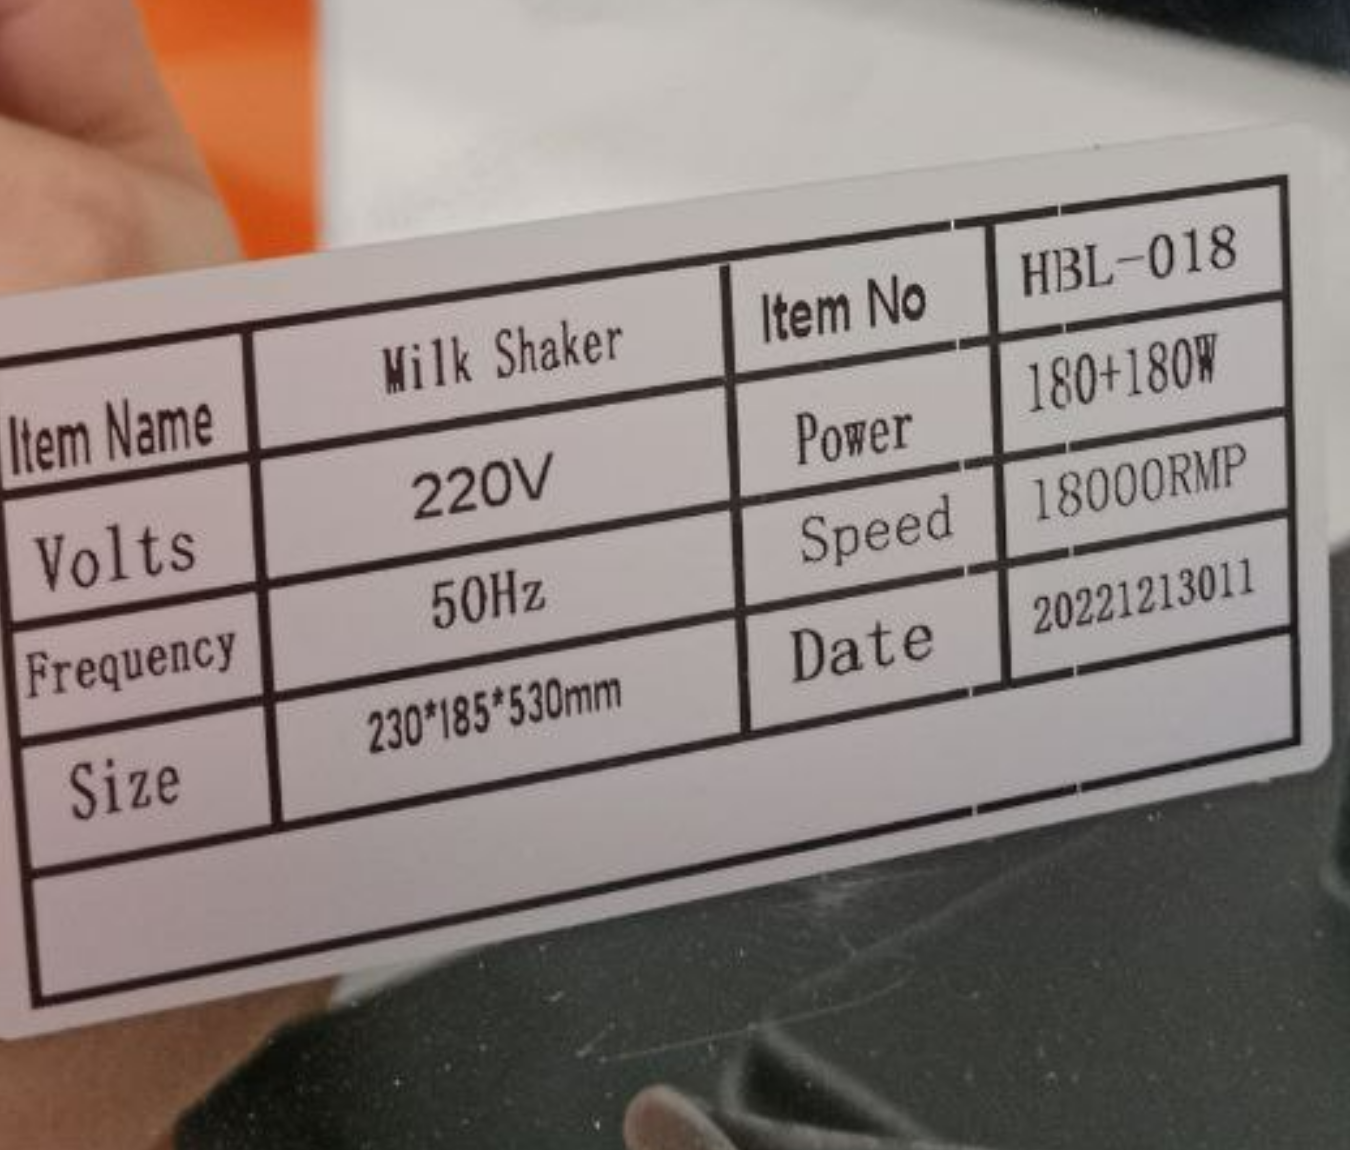 Item Name Milk Shaker Item No HBL-018
Volts 220V Power 180+180W
Frequency 50Hz Speed 18000RMP
Size 230*185*530mm Date 20221213011